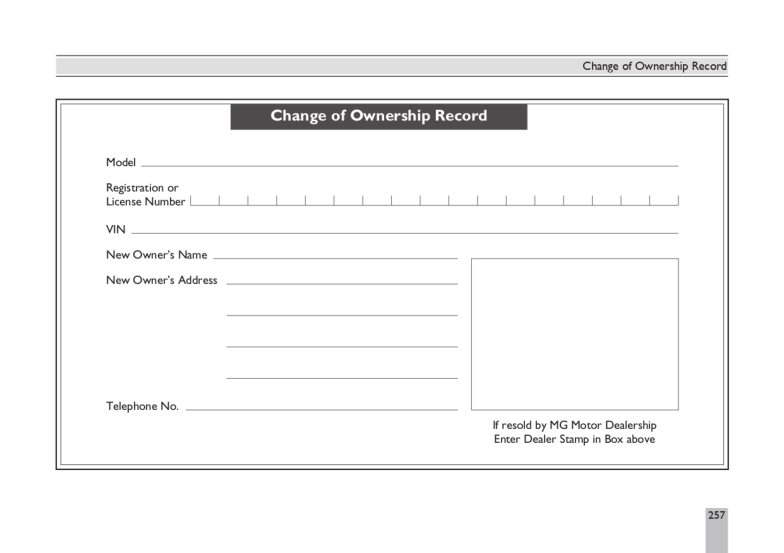 Change of Ownership Record
Change of Ownership Record
Model
Registration or
License Number
VIN
New Owner's Name
New Owner's Address
Telephone No.
If resold by MG Motor Dealership
Enter Dealer Stamp in Box above
257